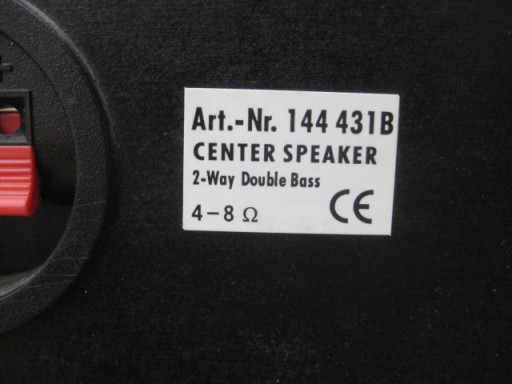 +
Art.-Nr. 144 431B
CENTER SPEAKER
2-Way Double Bass
4–8 Ω CE